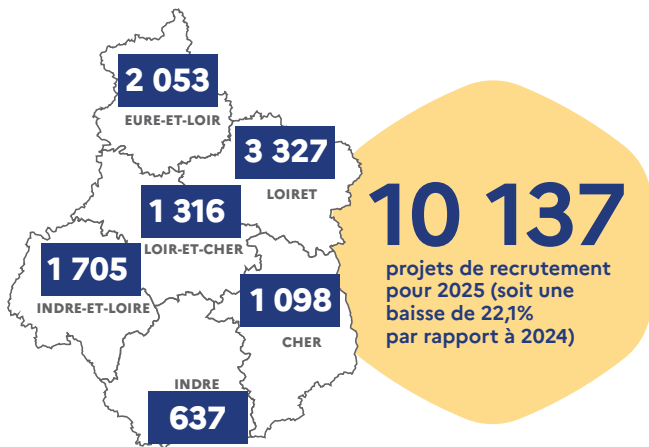 2 053
EURE-ET-LOIR
3 327
LOIRET
1 316
LOIR-ET-CHER
1 705
INDRE-ET-LOIRE
1 098
CHER
INDRE
637
10 137
projets de recrutement
pour 2025 (soit une
baisse de 22,1%
par rapport à 2024)